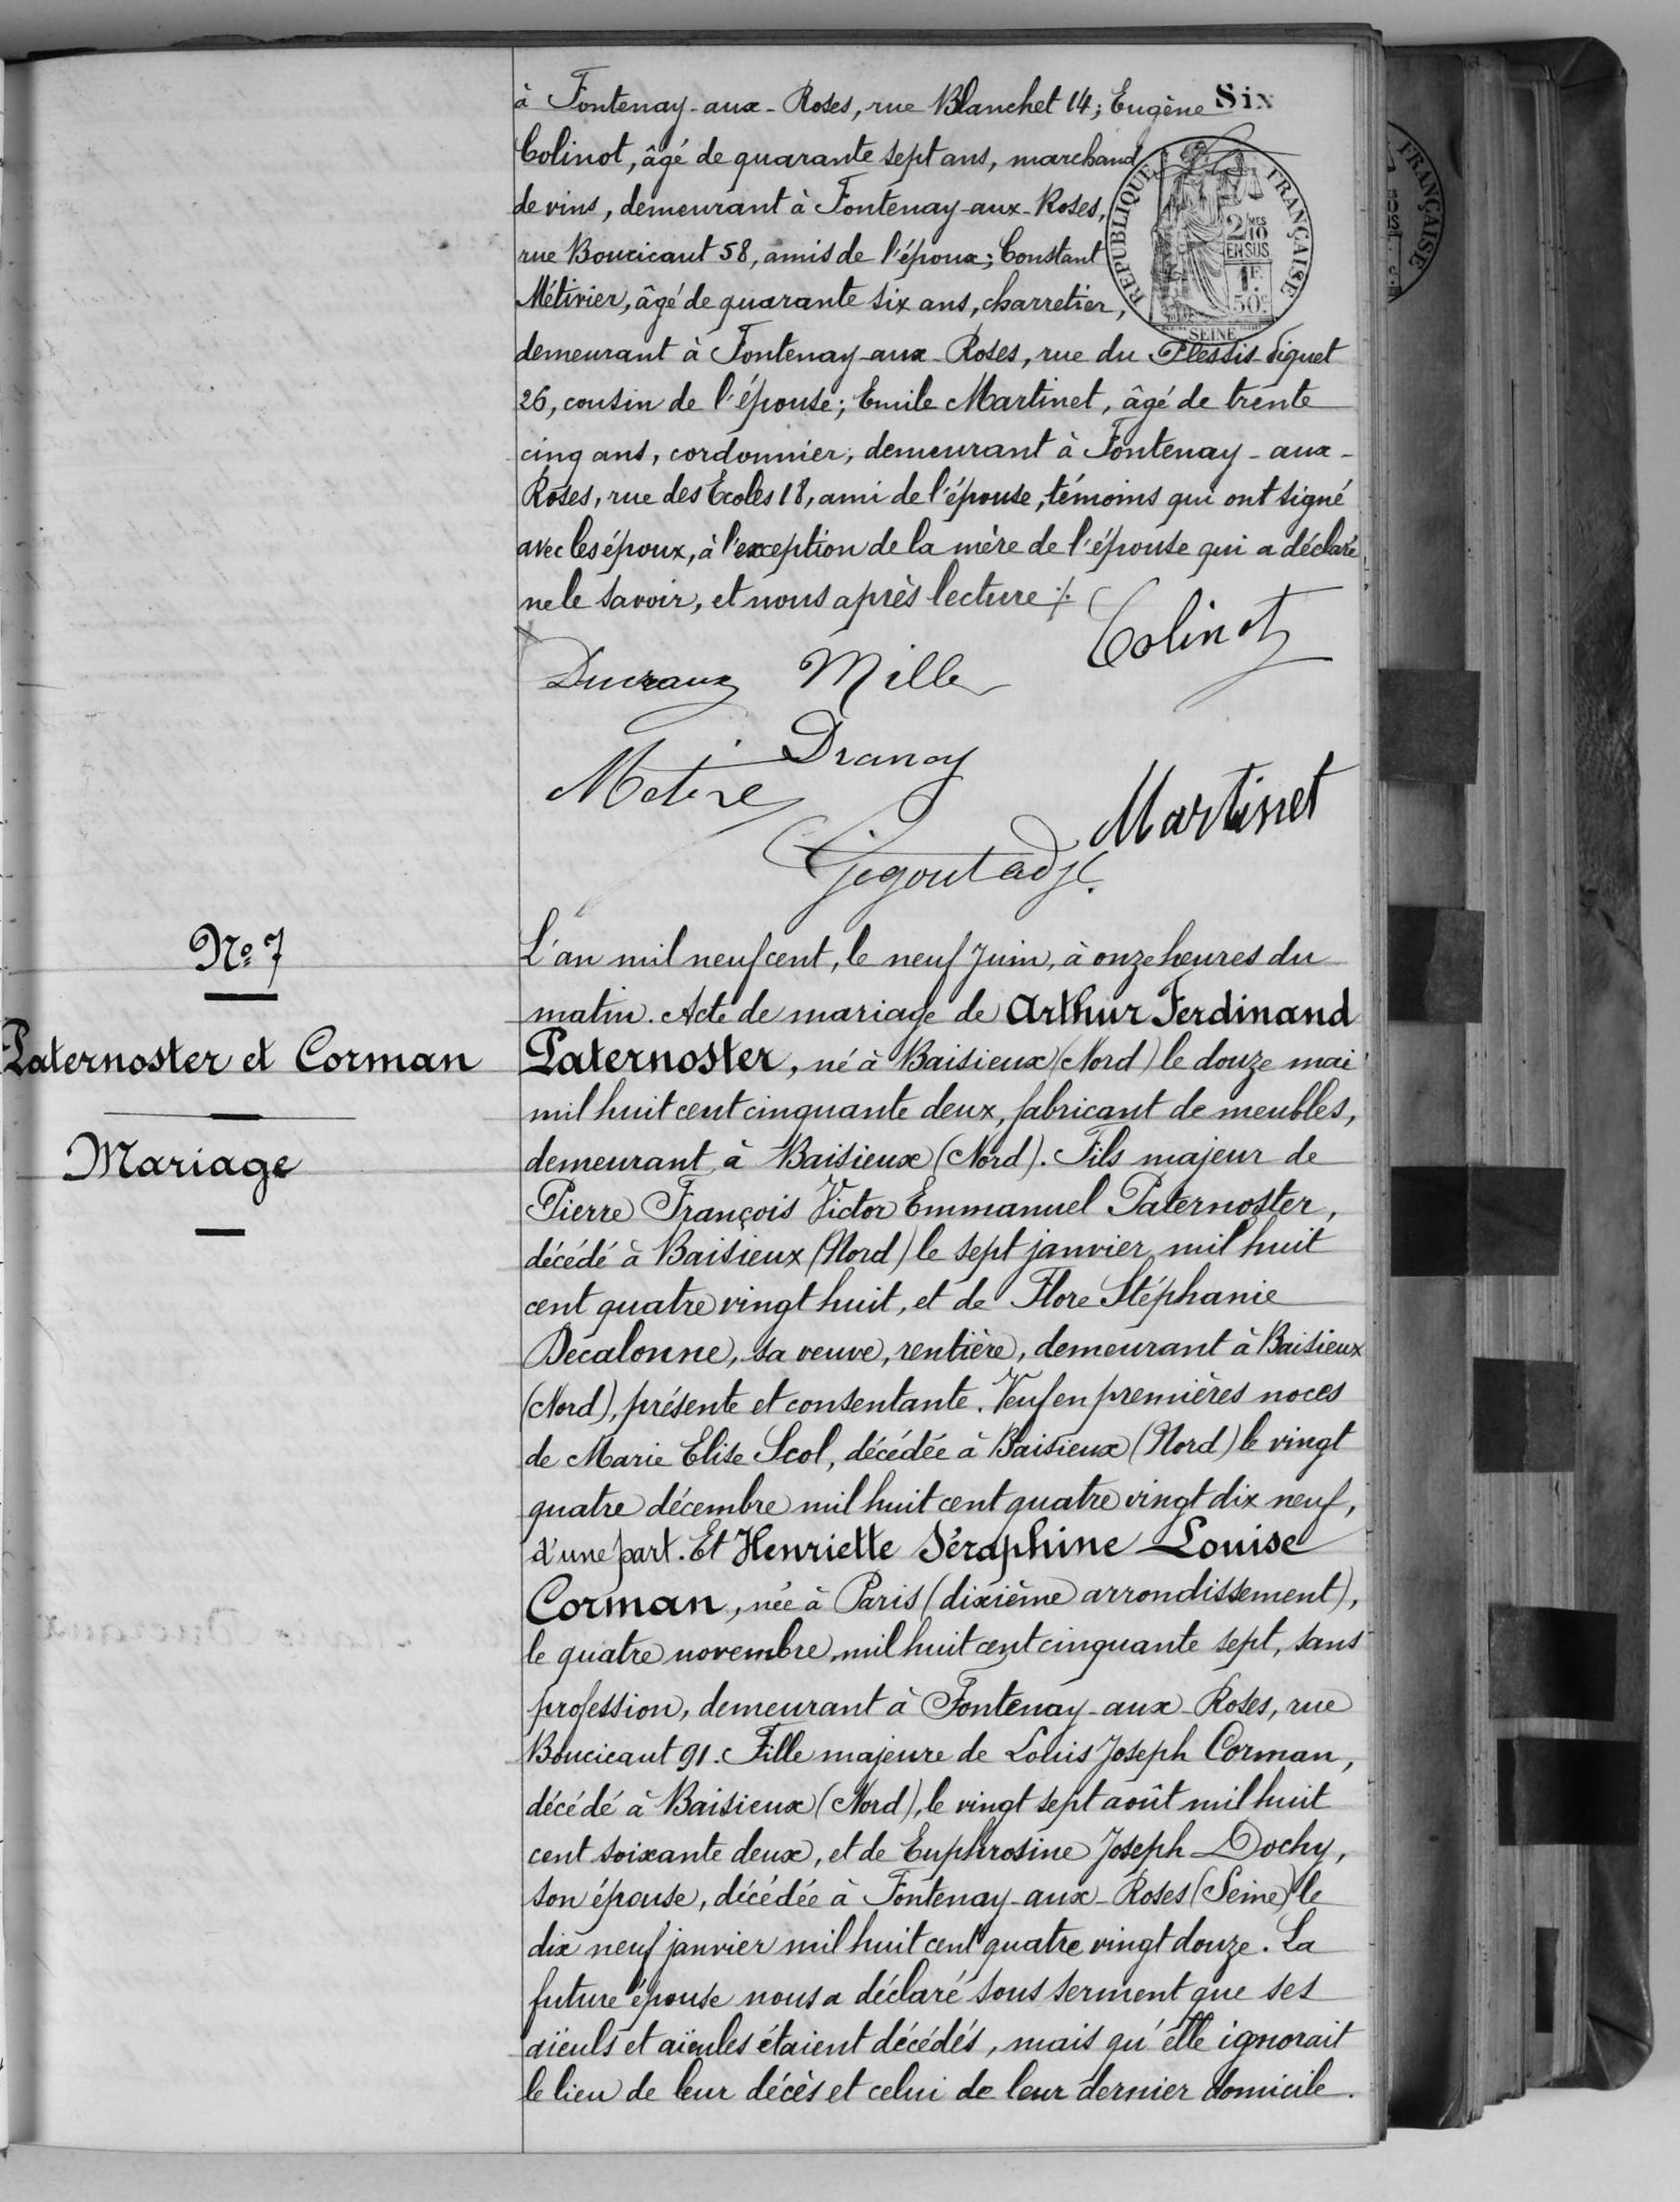 à Fontenay-aux-Roses, rue Blanchet 14; Eugène Six
Colinot, âgé de quarante sept ans, marchand
de vins, demeurant à Fontenay-aux-Roses,
rue Boucicaut 58, amis de l'époux; Constant
Métivier, âgé de quarante six ans, charretier,
demeurant à Fontenay-aux-Roses, rue du Plessis-Piquet
26, cousin de l'épouse; Emile Martinet, âgé de trente
cinq ans, cordonnier, demeurant à Fontenay-aux-
Roses, rue des Ecoles 18, ami de l'épouse, témoins qui ont signé
avec les époux, à l'exception de la mère de l'épouse qui a déclaré
ne le savoir, et nous après lecture ./.
RÉPUBLIQUE FRANÇAISE
2/10 MES
EN SUS
1F.
50c.
SEINE
Colinot
Ducraux Mille
Martinet
Nº 7
Paternoster et Corman
Mariage
L'an mil neuf cent, le neuf Juin, à onze heures du
matin. Acte de mariage de Arthur Ferdinand
Paternoster, né à Baisieux (Nord) le douze mai
mil huit cent cinquante deux, fabricant de meubles,
demeurant à Baisieux (Nord). Fils majeur de
Pierre François Victor Emmanuel Paternoster,
décédé à Baisieux (Nord) le sept janvier mil huit
cent quatre vingt huit, et de Flore Stéphanie
Decalonne, sa veuve, rentière, demeurant à Baisieux
(Nord), présente et consentante. Veuf en premières noces
de Marie Elise Scol, décédée à Baisieux (Nord) le vingt
quatre décembre mil huit cent quatre vingt dix neuf,
d'une part. Et Henriette Séraphine Louise
Corman, née à Paris (dixième arrondissement),
le quatre novembre mil huit cent cinquante sept, sans
profession, demeurant à Fontenay-aux-Roses, rue
Boucicaut 91. Fille majeure de Louis Joseph Corman,
décédé à Baisieux (Nord), le vingt sept août mil huit
cent soixante deux, et de Euphrosine Joseph Dochy,
son épouse, décédée à Fontenay-aux-Roses (Seine) le
dix neuf janvier mil huit cent quatre vingt douze. La
future épouse nous a déclaré sous serment que ses
aïeuls et aïeules étaient décédés, mais qu'elle ignorait
le lieu de leur décès et celui de leur dernier domicile.